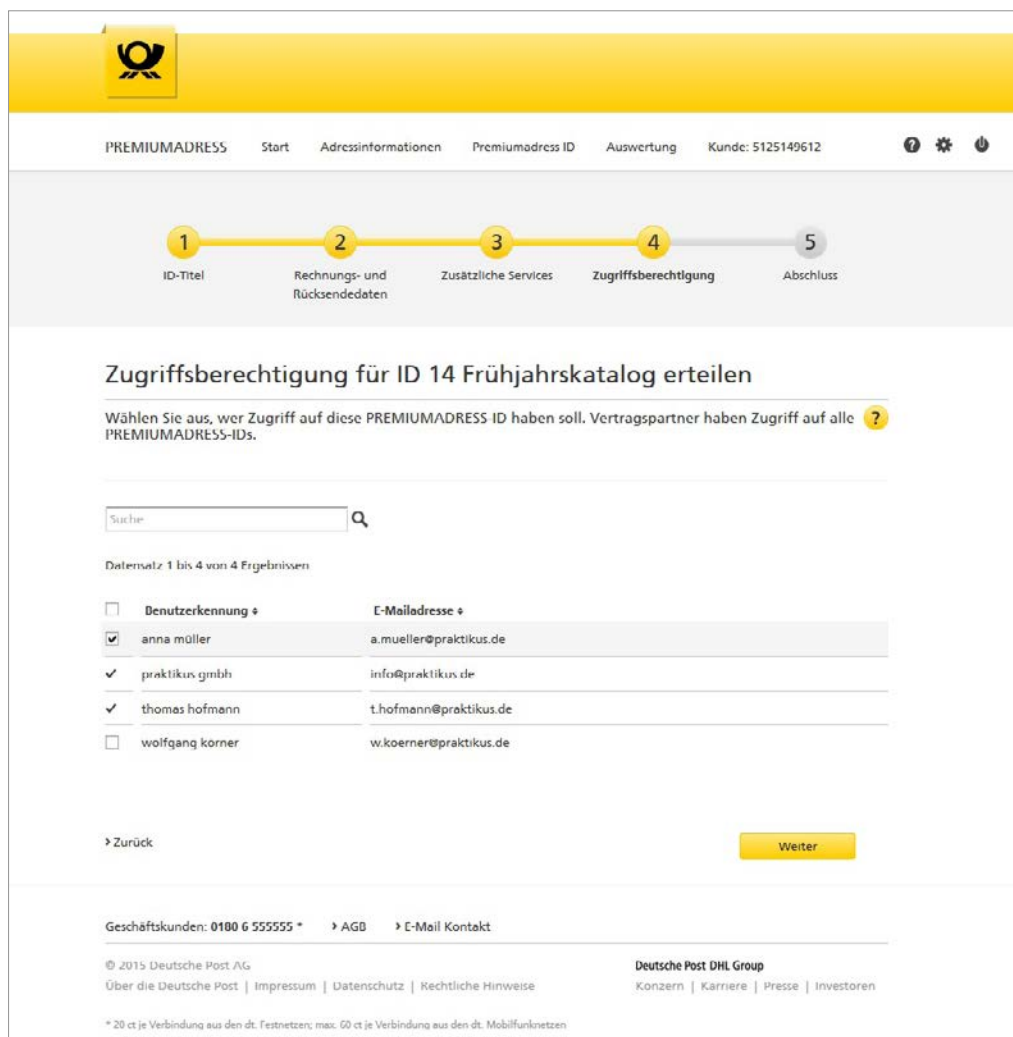 PREMIUMADRESS Start Adressinformationen Premiumadress ID Auswertung Kunde: 5125149612
1 2 3 4 5
ID-Titel Rechnungs- und Rücksendedaten Zusätzliche Services Zugriffsberechtigung Abschluss
Zugriffsberechtigung für ID 14 Frühjahrskatalog erteilen
Wählen Sie aus, wer Zugriff auf diese PREMIUMADRESS-ID haben soll. Vertragspartner haben Zugriff auf alle ?
PREMIUMADRESS-IDs.
Suche
Datensatz 1 bis 4 von 4 Ergebnissen
Benutzerkennung E-Mailadresse
anna müller a.mueller@praktikus.de
praktikus gmbh info@praktikus.de
thomas hofmann t.hofmann@praktikus.de
wolfgang körner w.koerner@praktikus.de
Zurück Weiter
Geschäftskunden: 0180 6 555555 * AGB E-Mail Kontakt
© 2015 Deutsche Post AG Deutsche Post DHL Group
Über die Deutsche Post | Impressum | Datenschutz | Rechtliche Hinweise Konzern | Karriere | Presse | Investoren
* 20 ct je Verbindung aus den dt. Festnetzen; max. 60 ct je Verbindung aus den dt. Mobilfunknetzen